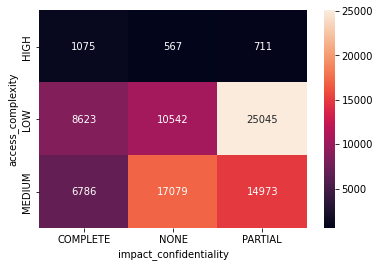 HIGH 1075 567 711
LOW 8623 10542 25045
MEDIUM 6786 17079 14973
COMPLETE NONE PARTIAL
impact_confidentiality
access_complexity
25000
20000
15000
10000
5000